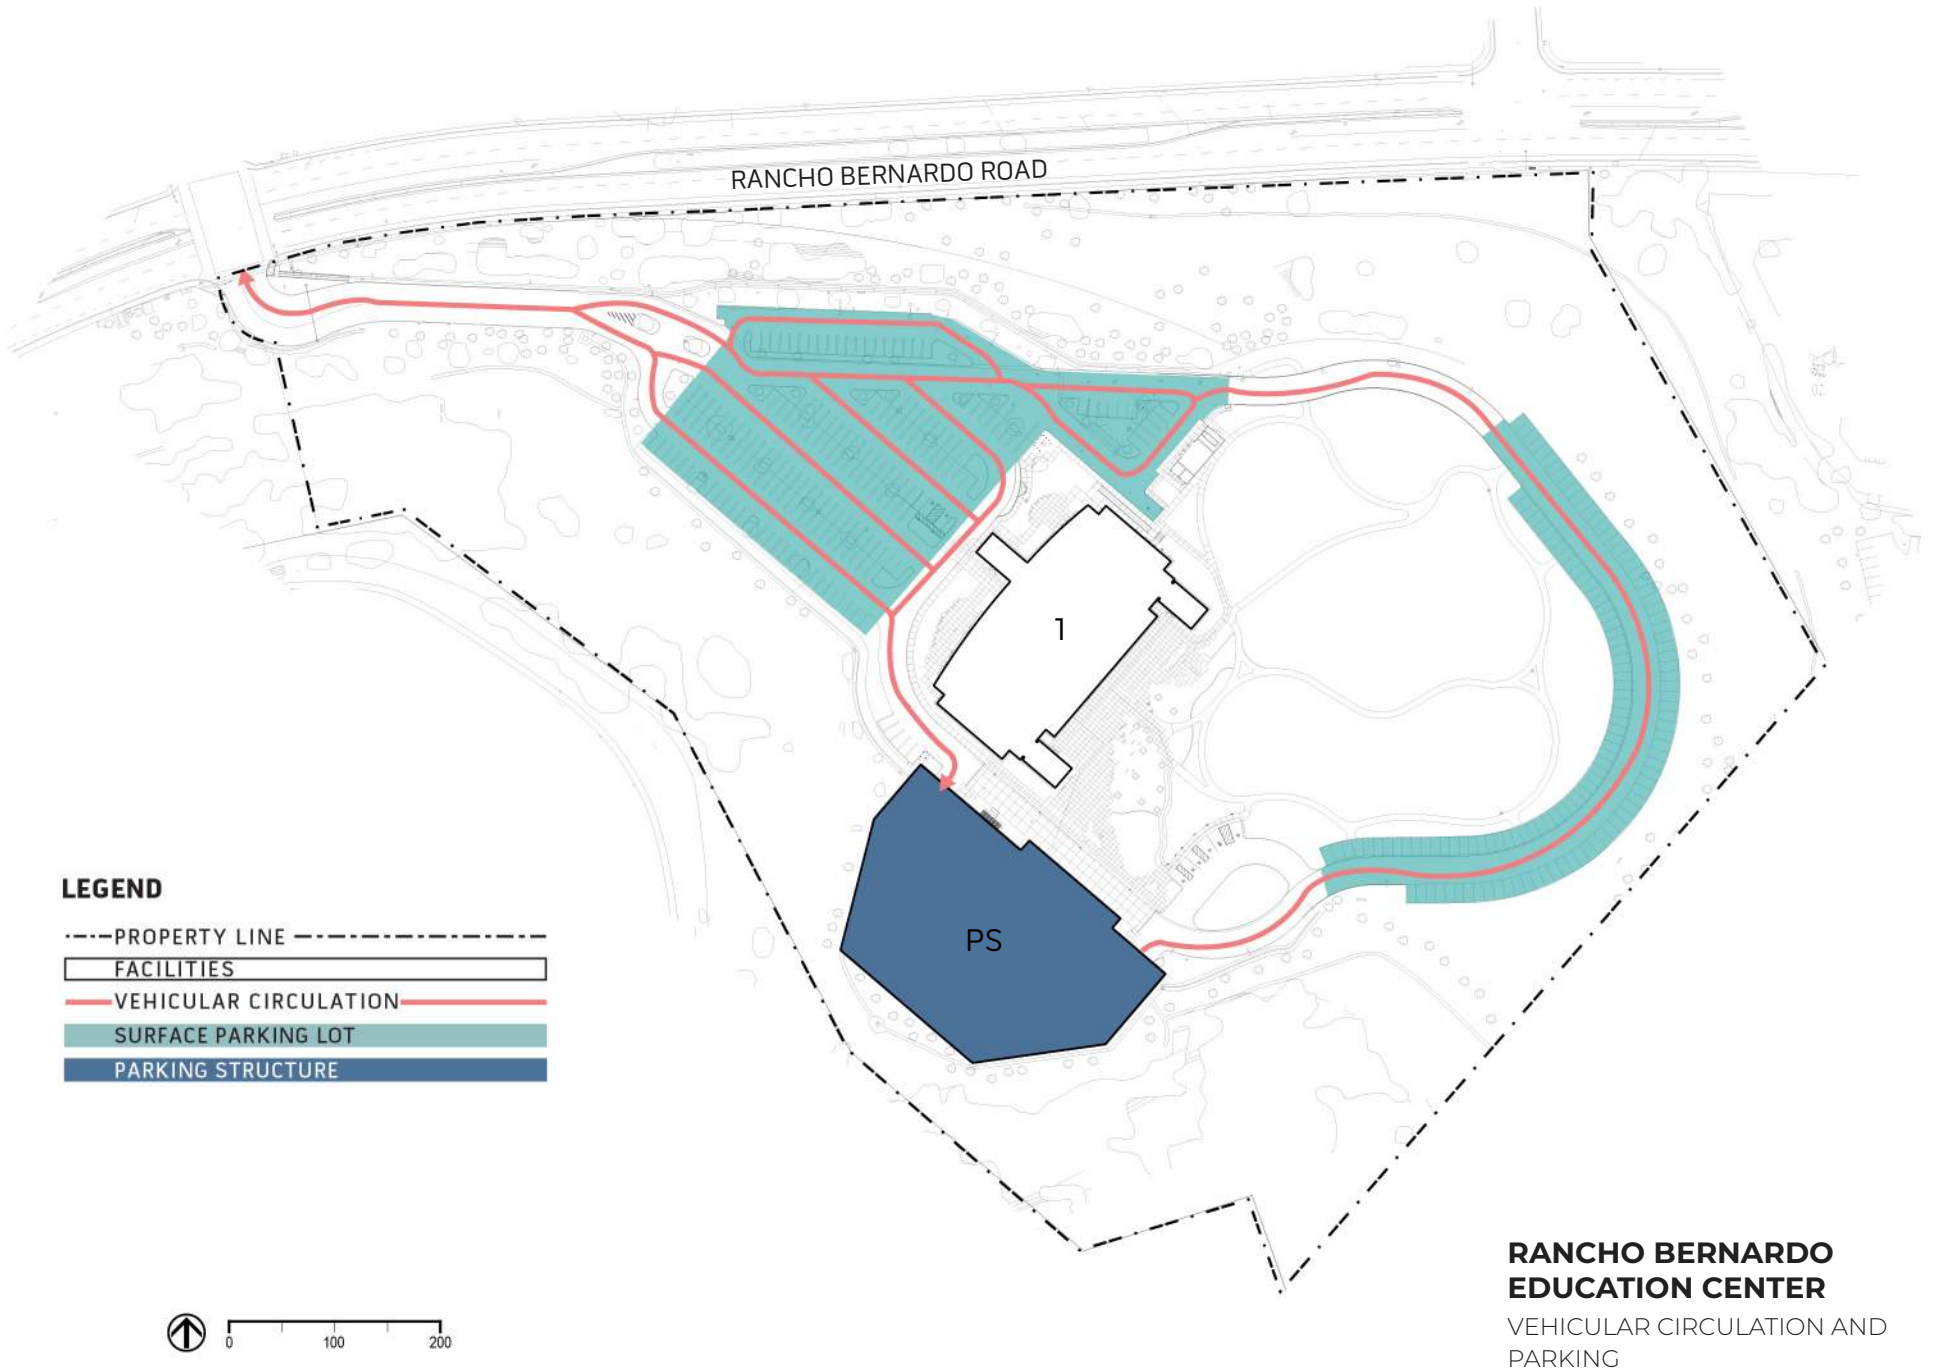 RANCHO BERNARDO ROAD
1
PS
LEGEND
PROPERTY LINE
FACILITIES
VEHICULAR CIRCULATION
SURFACE PARKING LOT
PARKING STRUCTURE
0 100 200
RANCHO BERNARDO
EDUCATION CENTER
VEHICULAR CIRCULATION AND
PARKING